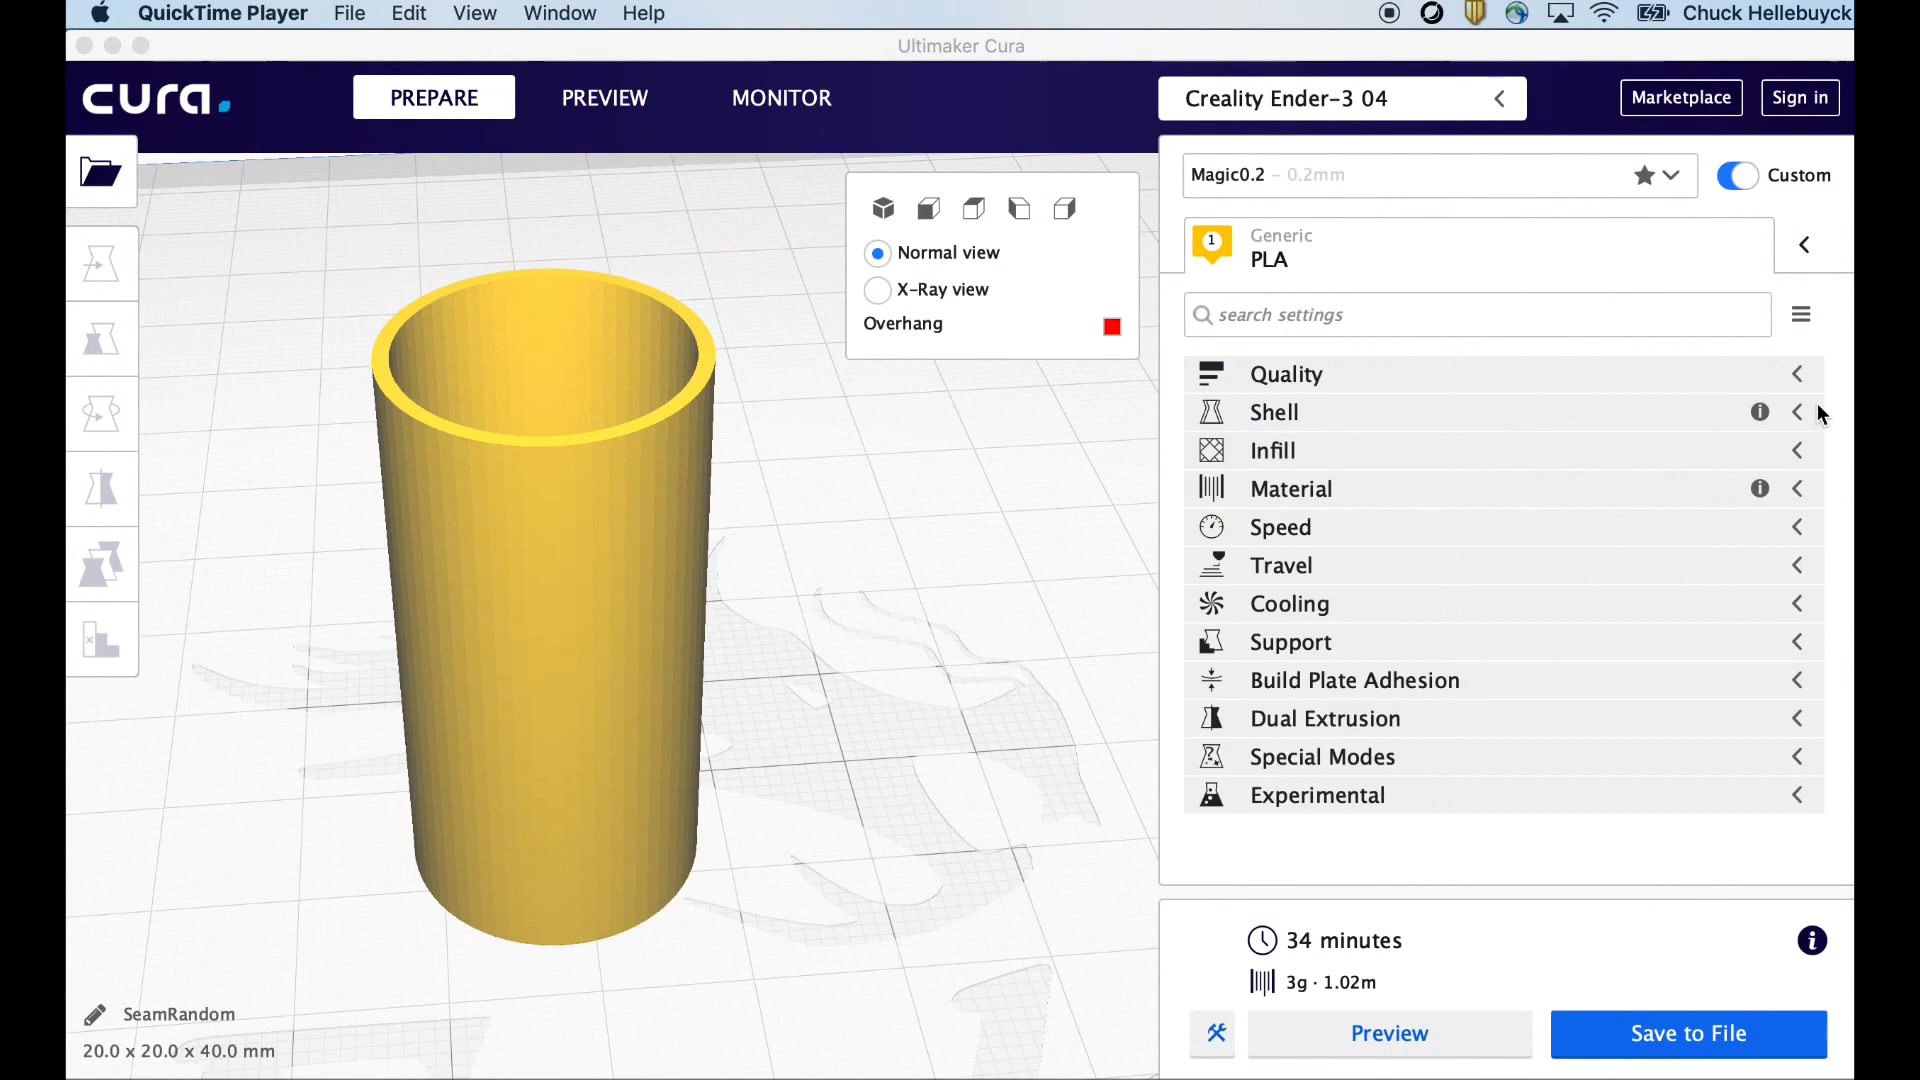 QuickTime Player File Edit View Window Help Chuck Hellebuyck
Ultimaker Cura
cura.
PREPARE PREVIEW MONITOR
Creality Ender-3 04
Marketplace
Sign in
Magic0.2 – 0.2mm
Custom
1
Generic
PLA
search settings
Normal view
X-Ray view
Overhang
Quality
Shell
Infill
Material
Speed
Travel
Cooling
Support
Build Plate Adhesion
Dual Extrusion
Special Modes
Experimental
34 minutes
3g · 1.02m
Preview
Save to File
SeamRandom
20.0 x 20.0 x 40.0 mm